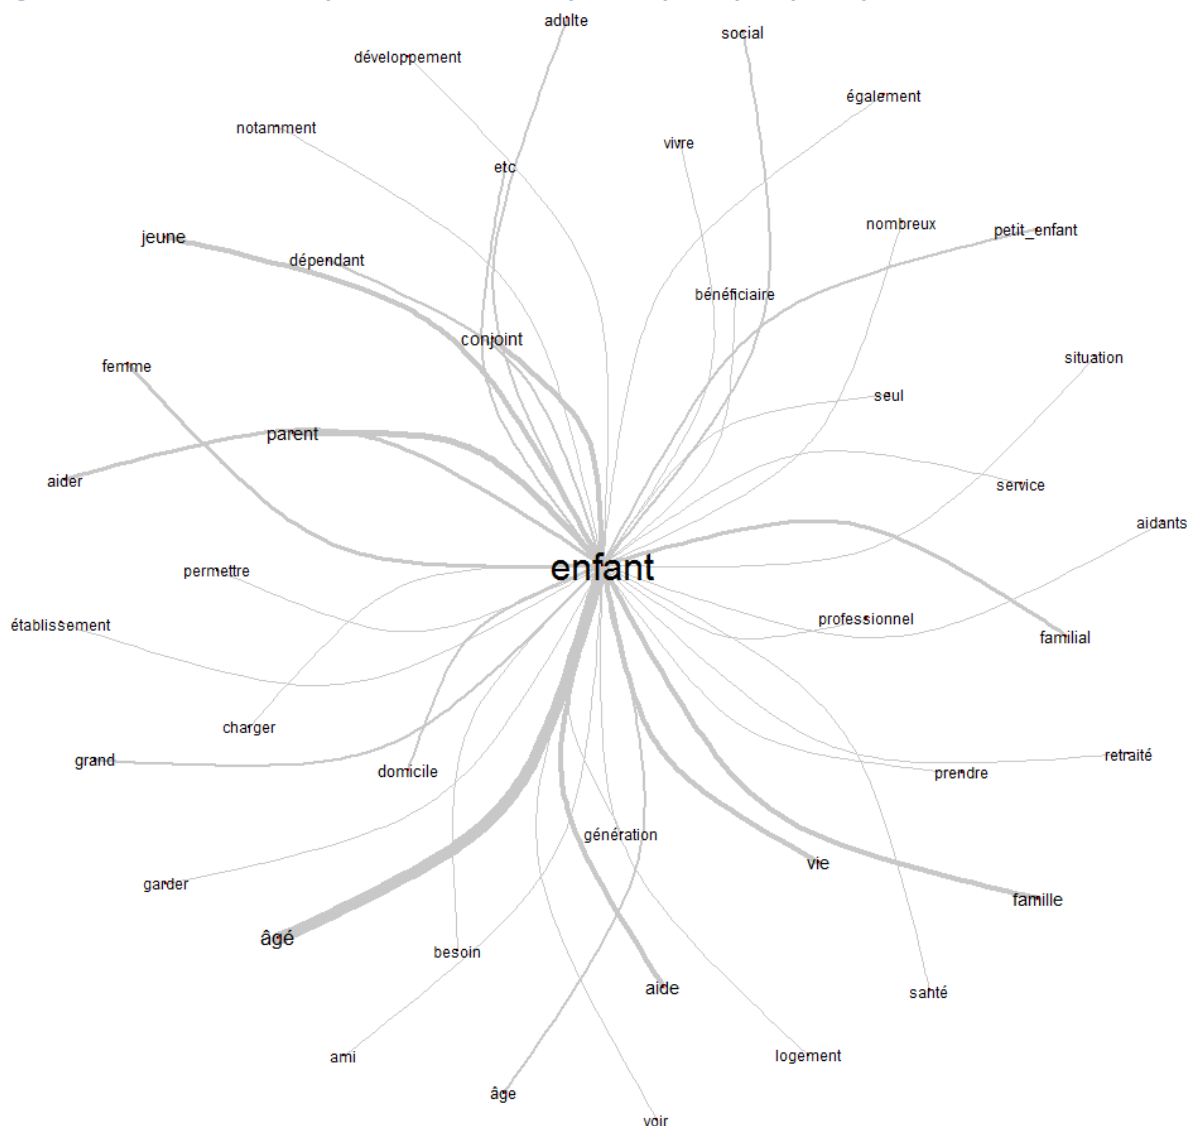 adulte
social
développement
également
notamment
vivre
etc
nombreux
petit_enfant
jeune
dépendant
bénéficiaire
conjoint
situation
femme
seul
parent
aider
service
aidants
enfant
permettre
professionnel
établissement
familial
charger
grand
domicile
prendre
retraité
génération
vie
garder
famille
âgé
besoin
aide
santé
ami
logement
âge
voir